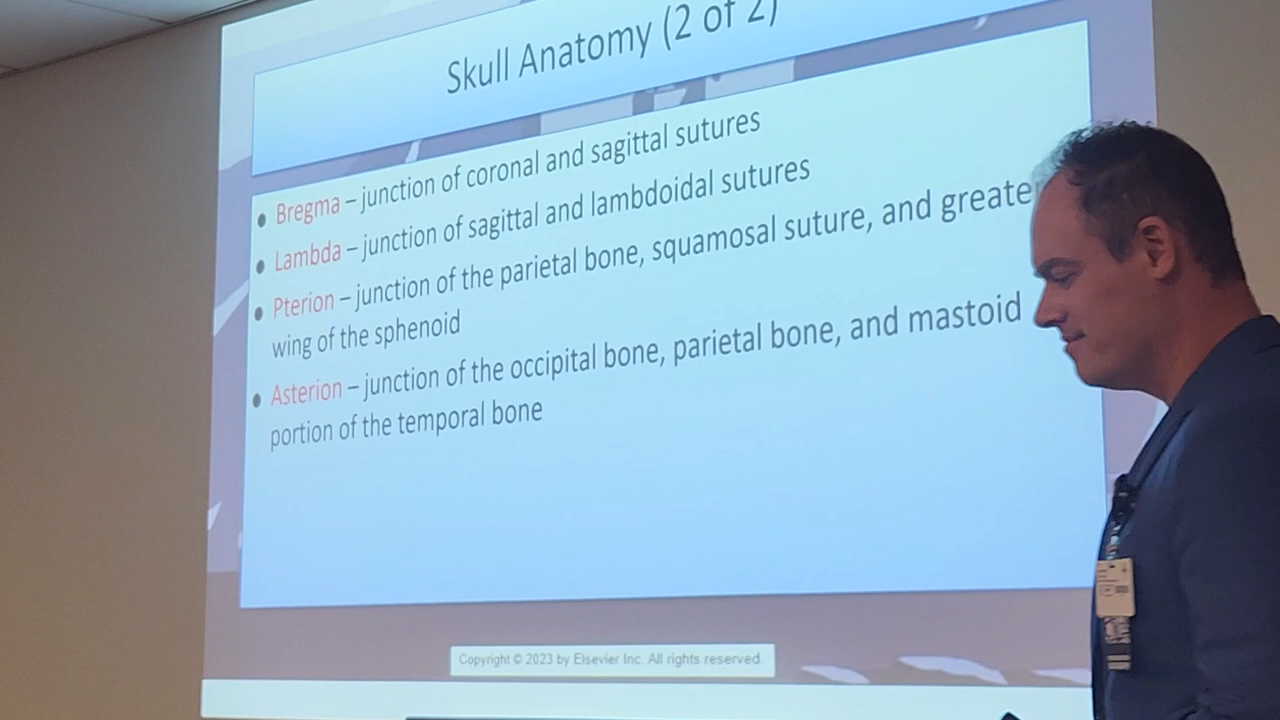 Skull Anatomy (2 of 2)
• Bregma – junction of coronal and sagittal sutures
• Lambda – junction of sagittal and lambdoidal sutures
• Pterion – junction of the parietal bone, squamosal suture, and greate
wing of the sphenoid
• Asterion – junction of the occipital bone, parietal bone, and mastoid
portion of the temporal bone
Copyright © 2023 by Elsevier Inc. All rights reserved.